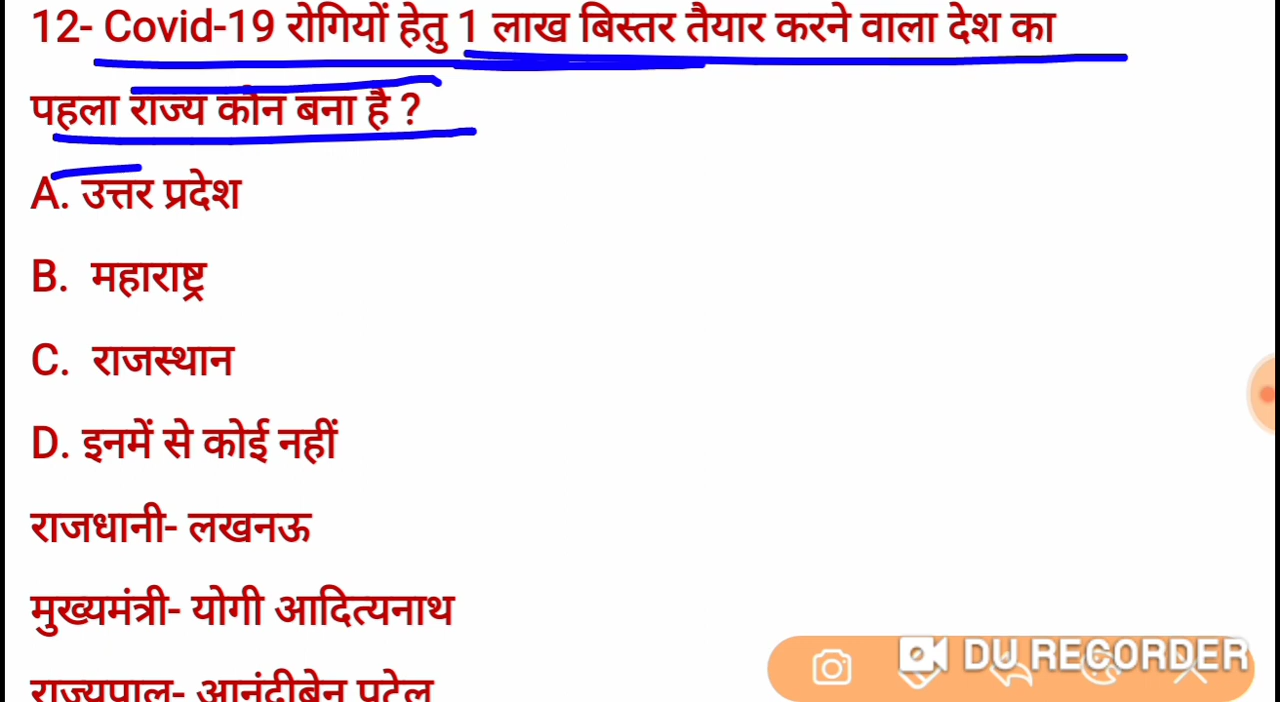 12- Covid-19 रोगियों हेतु 1 लाख बिस्तर तैयार करने वाला देश का
पहला राज्य कौन बना है ?
A. उत्तर प्रदेश
B. महाराष्ट्र
C. राजस्थान
D. इनमें से कोई नहीं
राजधानी- लखनऊ
मुख्यमंत्री- योगी आदित्यनाथ
राज्यपाल- आनंदीबेन पटेल
DU RECORDER